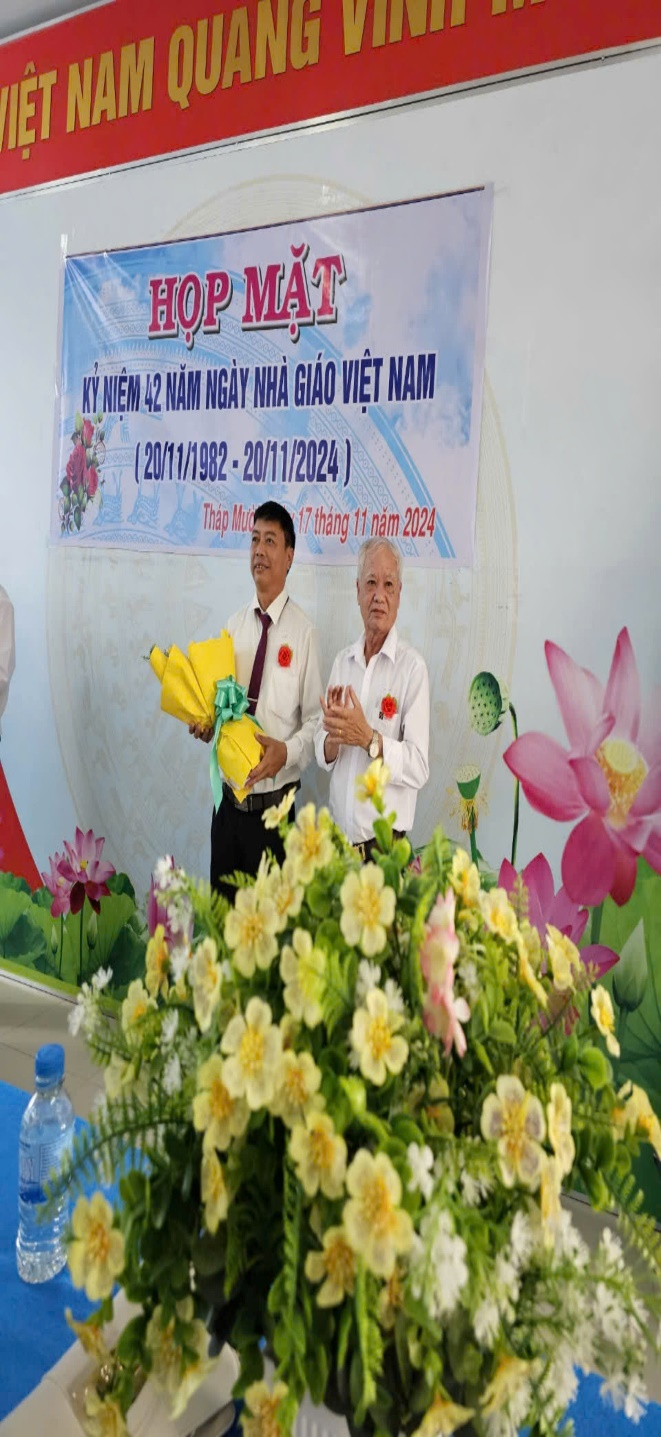 VIỆT NAM QUANG VINH
HỌP MẶT
KỶ NIỆM 42 NĂM NGÀY NHÀ GIÁO VIỆT NAM
( 20/11/1982 - 20/11/2024 )
Tháp 17 tháng 11 năm 2024